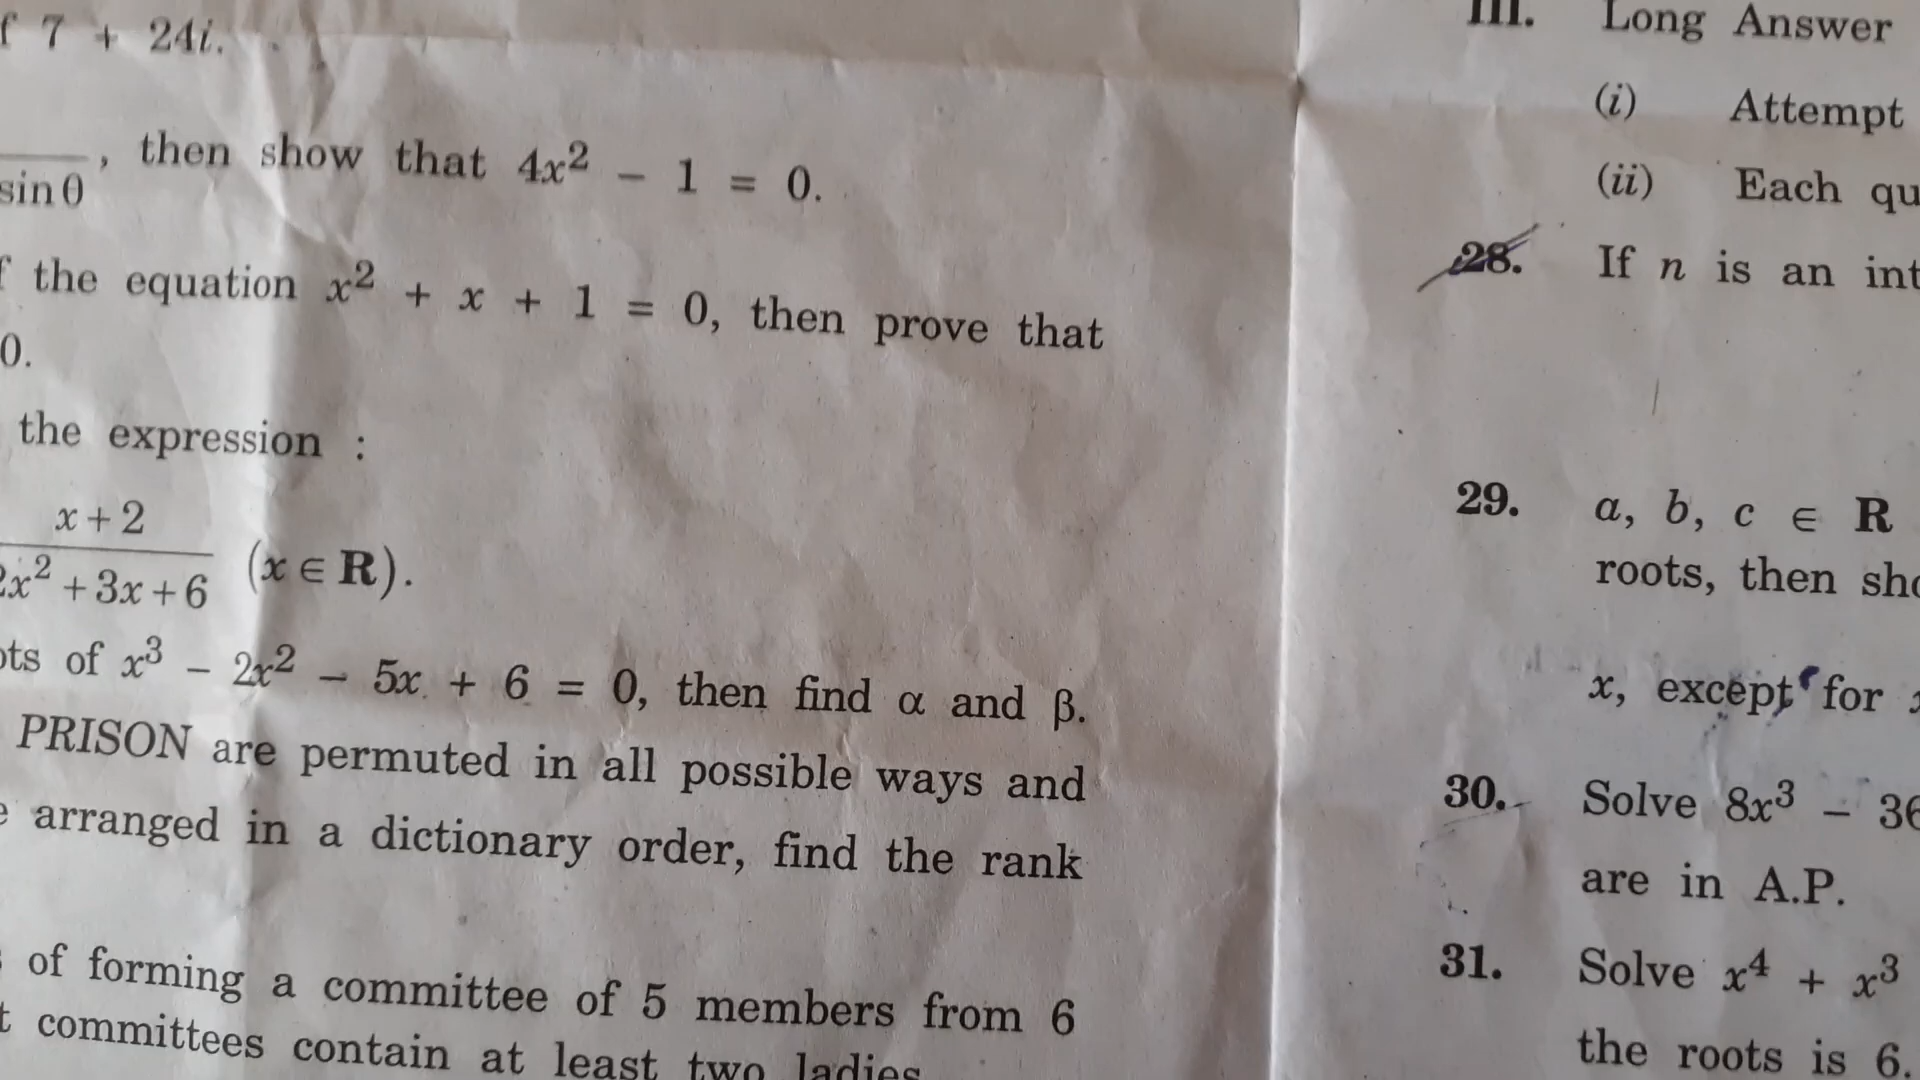 7 + 24i.
, then show that 4x² − 1 = 0.
sin θ
the equation x² + x + 1 = 0, then prove that
0.
the expression :
x + 2
2x² + 3x + 6 (x ∈ R).
of x³ − 2x² − 5x + 6 = 0, then find α and β.
PRISON are permuted in all possible ways and
arranged in a dictionary order, find the rank
of forming a committee of 5 members from 6
committees contain at least two ladies
III. Long Answer
(i) Attempt
(ii) Each qu
28. If n is an int
29. a, b, c ∈ R
roots, then sho
x, except for
30. Solve 8x³ − 36
are in A.P.
31. Solve x⁴ + x³
the roots is 6.